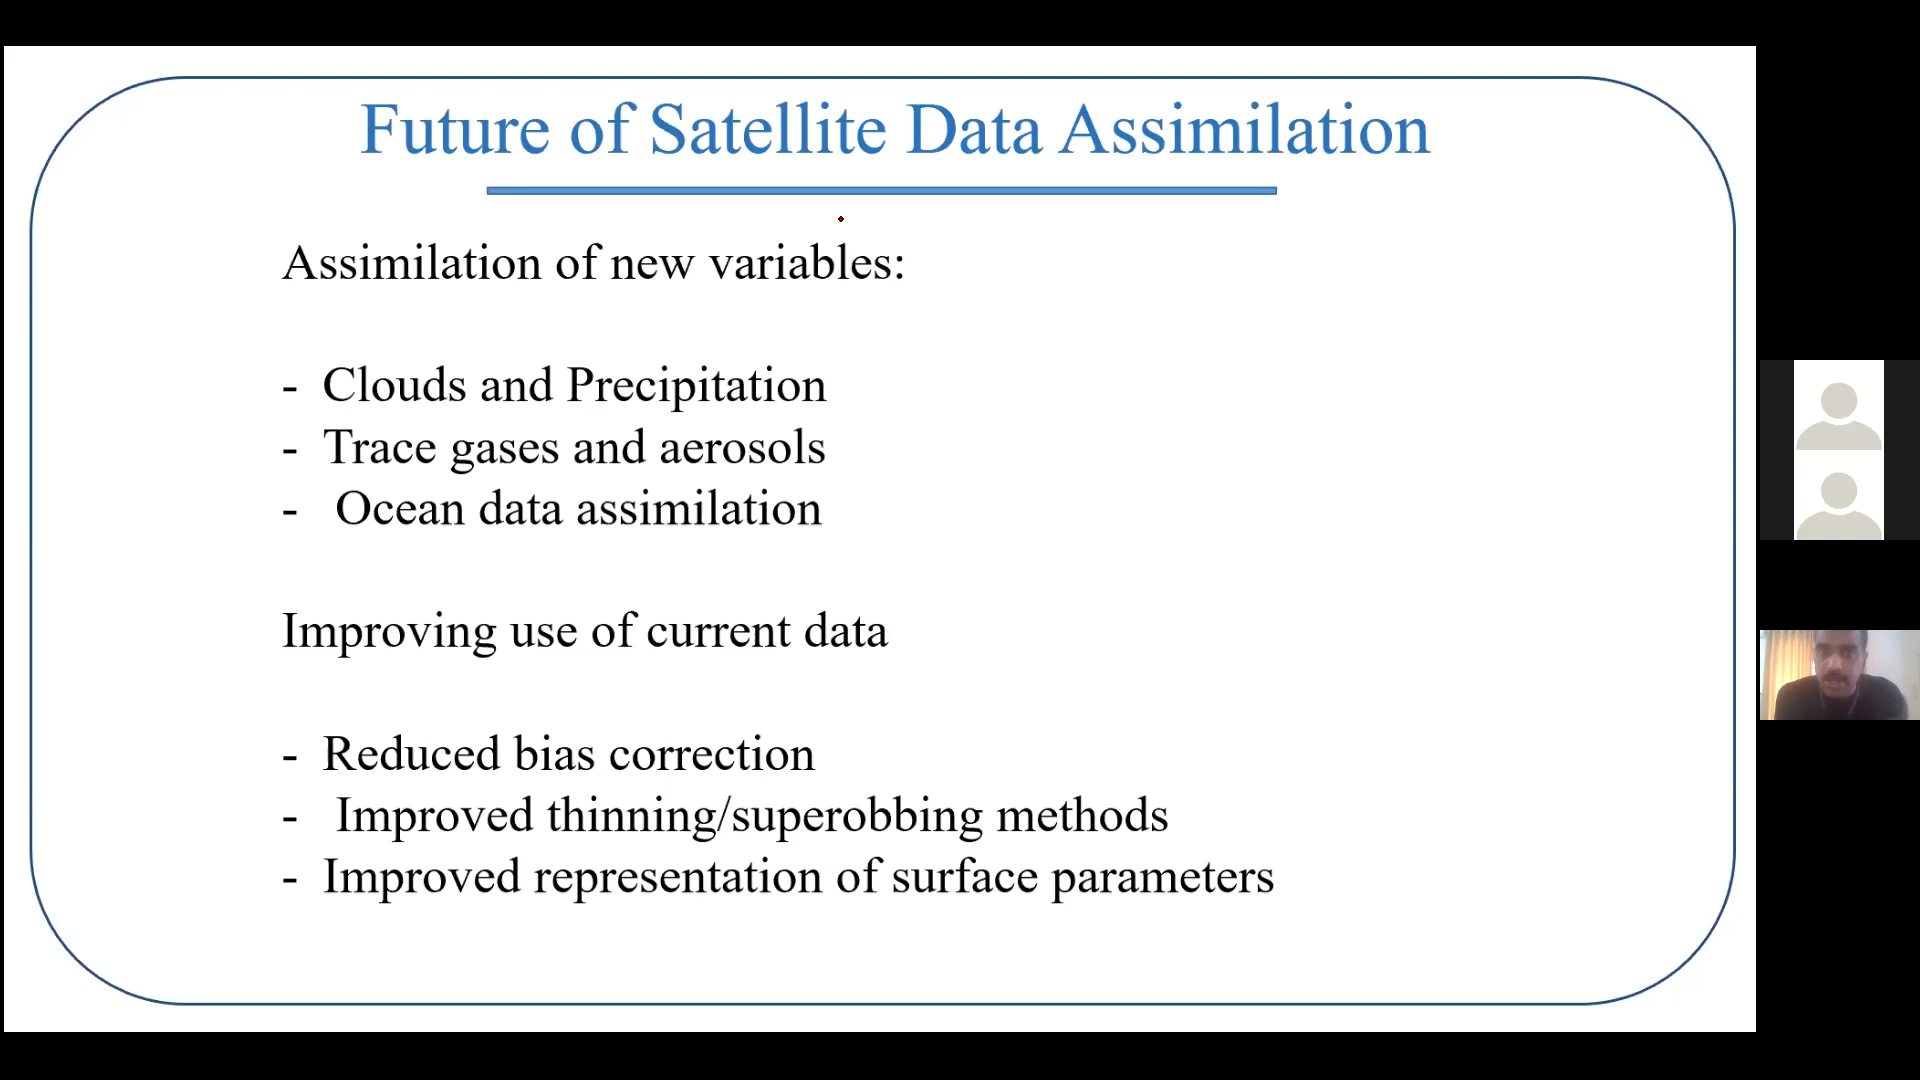 Future of Satellite Data Assimilation
Assimilation of new variables:
- Clouds and Precipitation
- Trace gases and aerosols
- Ocean data assimilation
Improving use of current data
- Reduced bias correction
- Improved thinning/superobbing methods
- Improved representation of surface parameters